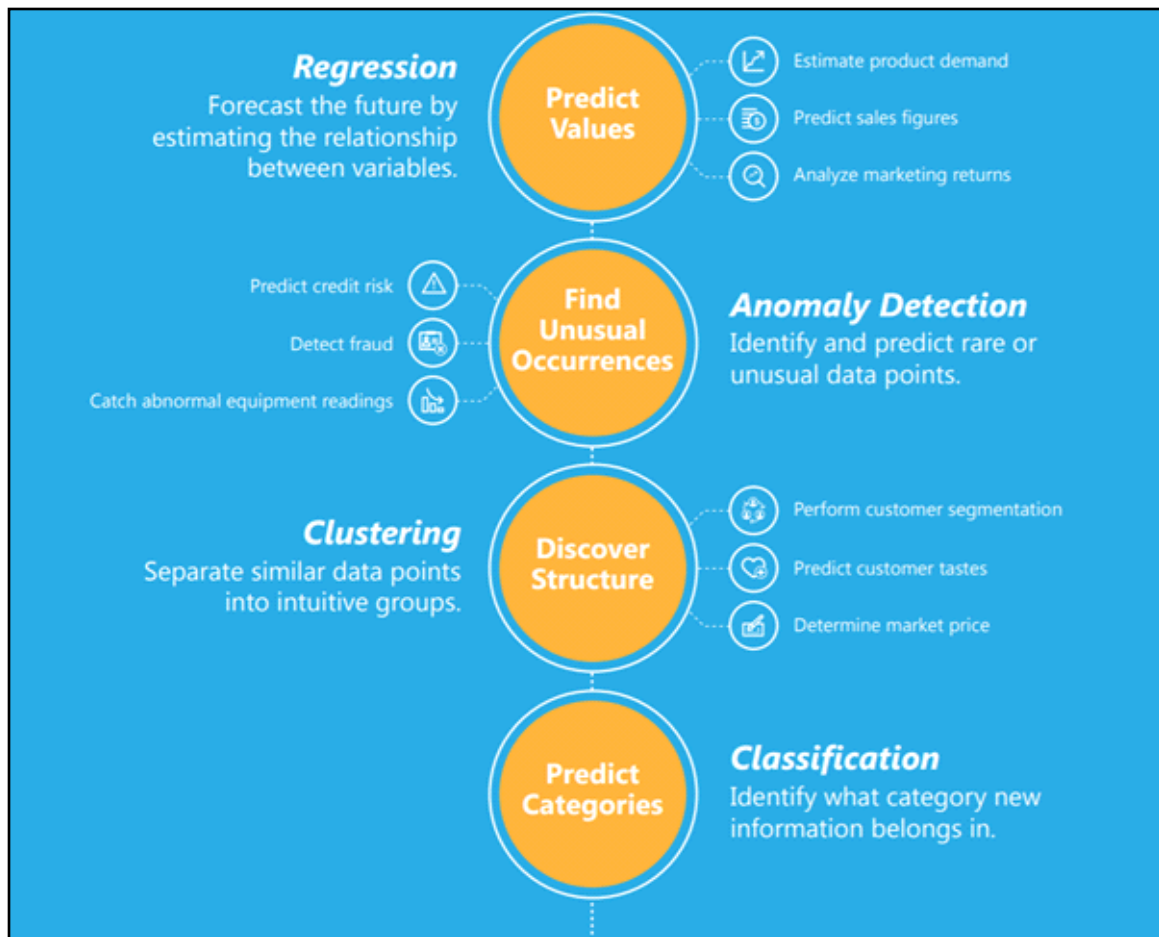 Regression
Forecast the future by
estimating the relationship
between variables.
Predict
Values
Estimate product demand
Predict sales figures
Analyze marketing returns
Predict credit risk
Detect fraud
Catch abnormal equipment readings
Find
Unusual
Occurrences
Anomaly Detection
Identify and predict rare or
unusual data points.
Clustering
Separate similar data points
into intuitive groups.
Discover
Structure
Perform customer segmentation
Predict customer tastes
Determine market price
Predict
Categories
Classification
Identify what category new
information belongs in.